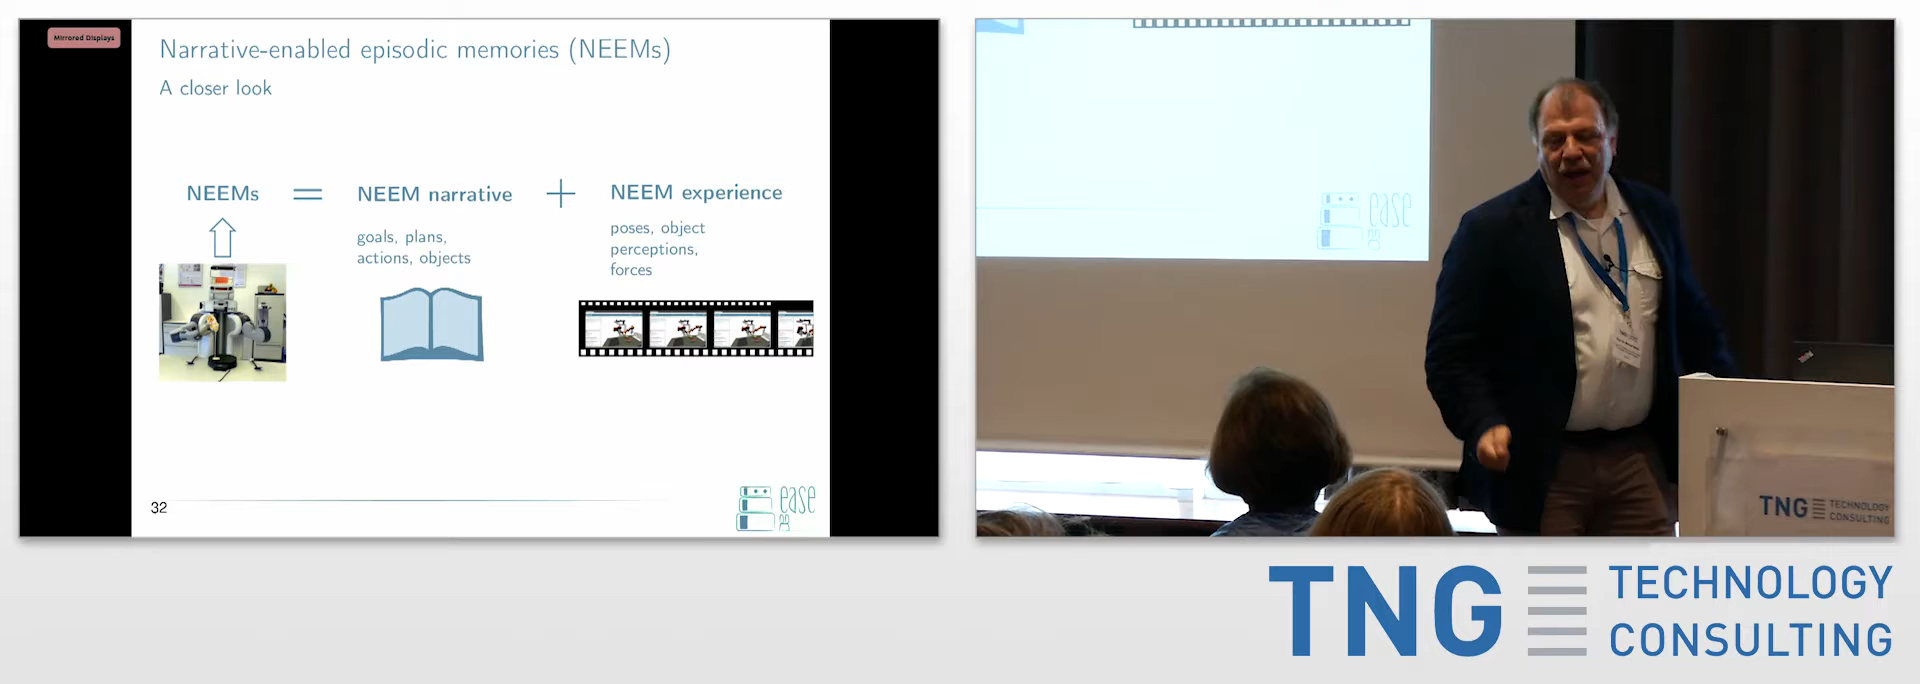 Mirrored Displays
Narrative-enabled episodic memories (NEEMs)
A closer look
NEEMs = NEEM narrative + NEEM experience
goals, plans,
actions, objects
poses, object
perceptions,
forces
32
ease
ease
TNG TECHNOLOGY
CONSULTING
TNG TECHNOLOGY
CONSULTING